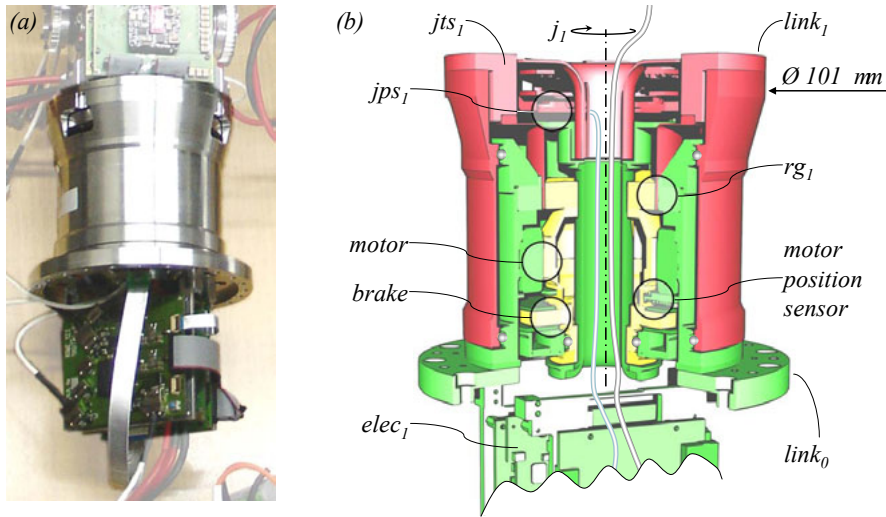 (a)
(b)
jts1
j1
link1
jps1
Ø 101 mm
rg1
motor
brake
motor
position
sensor
elec1
link0